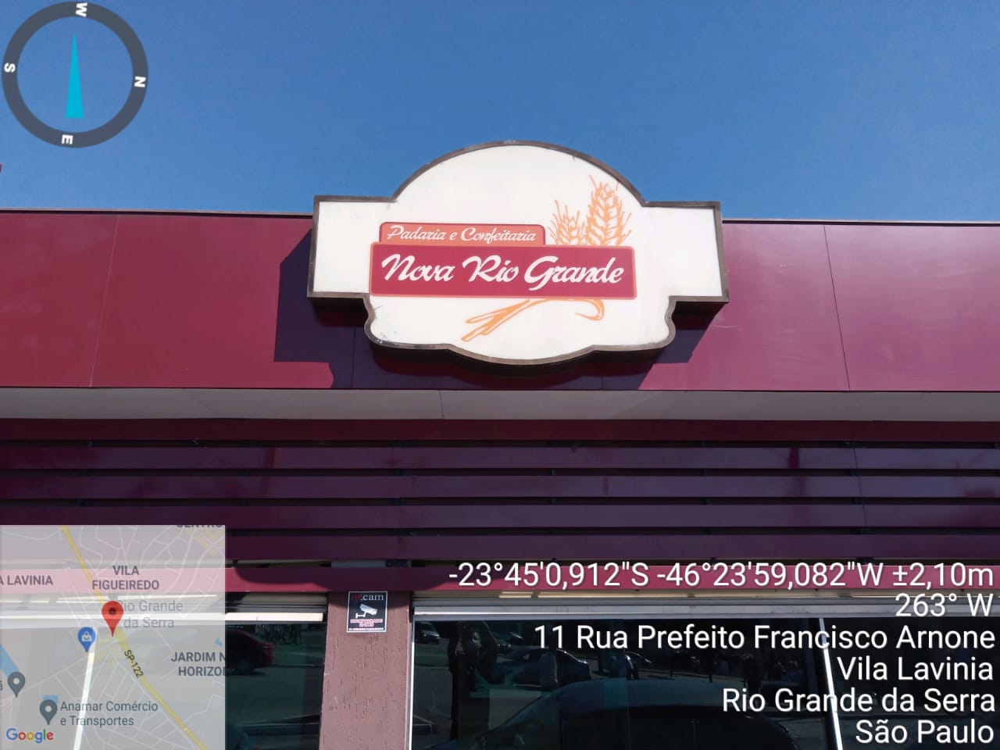 W
S
N
E
Padaria e Confeitaria
Nova Rio Grande
-23°45'0,912"S -46°23'59,082"W ±2,10m
263° W
11 Rua Prefeito Francisco Arnone
Vila Lavinia
Rio Grande da Serra
São Paulo
CENTRO
A LAVINIA
VILA
FIGUEIREDO
Rio Grande
da Serra
SP-122
JARDIM N
HORIZO
Anamar Comércio
e Transportes
Google
.cam